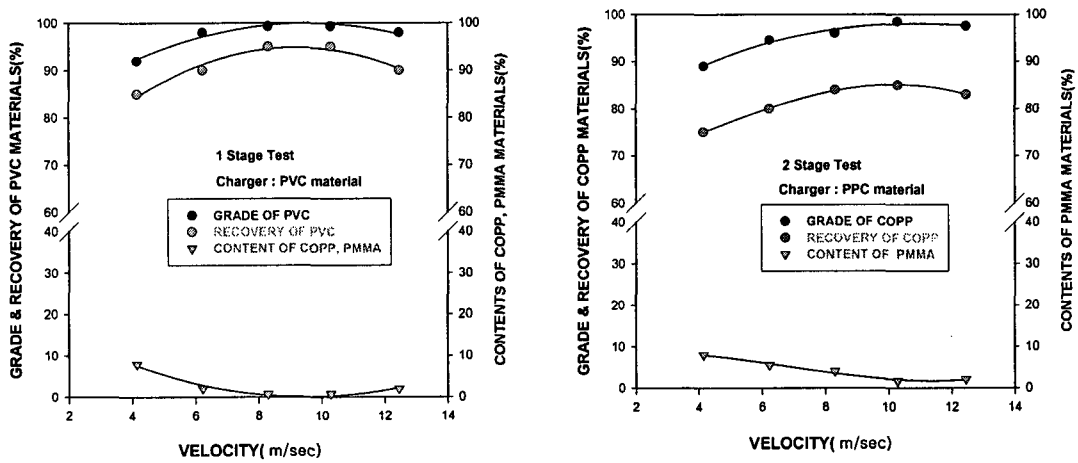 GRADE & RECOVERY OF PVC MATERIALS(%)
100
90
80
70
60
40
30
20
10
0
1 Stage Test
Charger : PVC material
GRADE OF PVC
RECOVERY OF PVC
CONTENT OF COPP, PMMA
100
90
80
70
60
40
30
20
10
0
CONTENTS OF COPP, PMMA MATERIALS(%)
2 4 6 8 10 12 14
VELOCITY( m/sec)
GRADE & RECOVERY OF COPP MATERIALS(%)
100
90
80
70
60
40
30
20
10
0
2 Stage Test
Charger : PPC material
GRADE OF COPP
RECOVERY OF COPP
CONTENT OF PMMA
100
90
80
70
60
40
30
20
10
0
CONTENTS OF PMMA MATERIALS(%)
2 4 6 8 10 12 14
VELOCITY( m/sec)